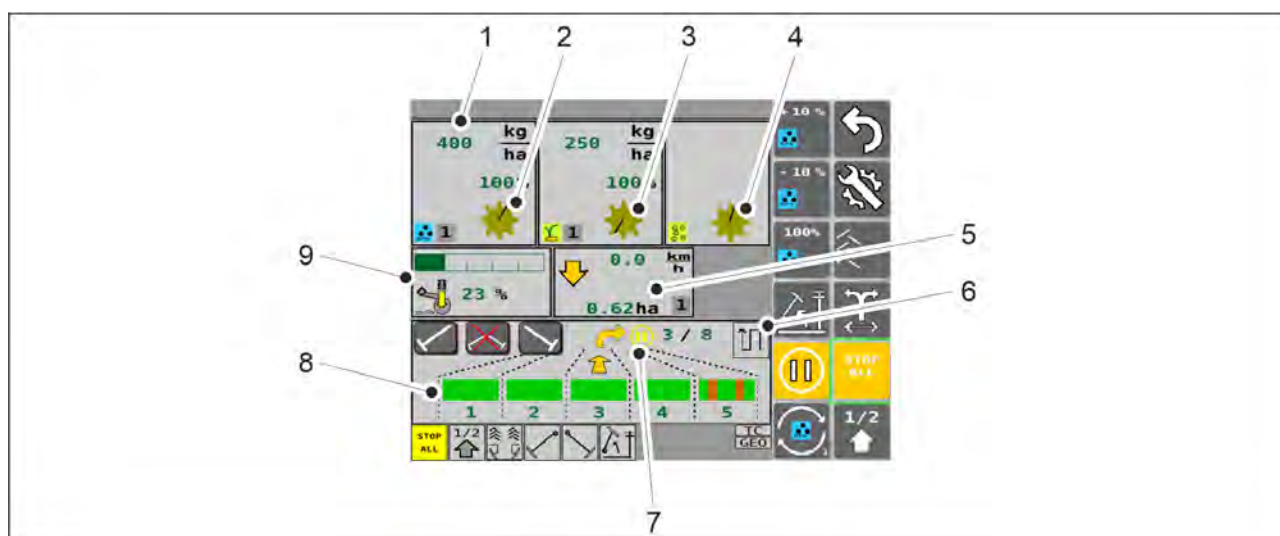 1 2 3 4
400 kg/ha 250 kg/ha
100% 100%
1 1
+ 10 %
- 10 %
100%
5
0.0 km/h
9
23 %
0.62ha 1
6
3 / 8
STOP ALL
8
1 2 3 4 5
STOP ALL 1/2 TC GEO
1/2
7